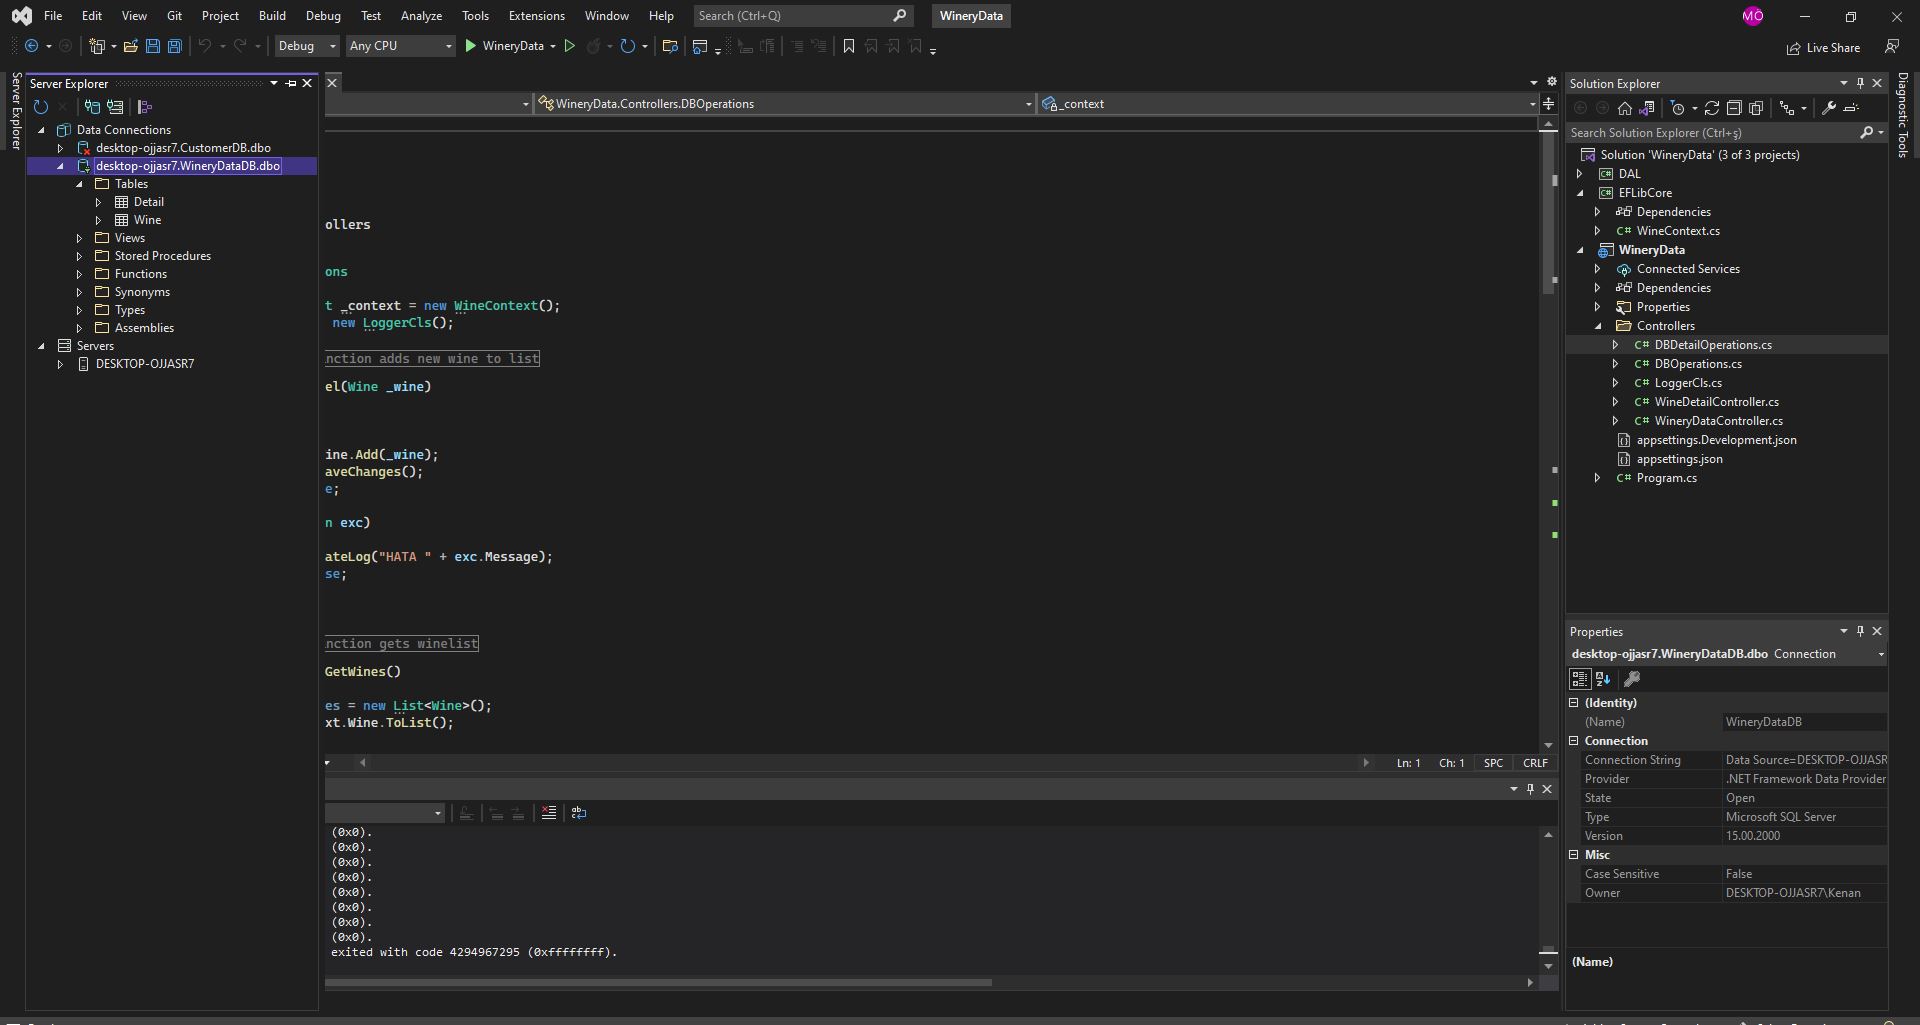 File Edit View Git Project Build Debug Test Analyze Tools Extensions Window Help Search (Ctrl+Q) WineryData MÖ
Debug Any CPU WineryData Live Share
Server Explorer
Server Explorer
Data Connections
desktop-ojjasr7.CustomerDB.dbo
desktop-ojjasr7.WineryDataDB.dbo
Tables
Detail
Wine
Views
Stored Procedures
Functions
Synonyms
Types
Assemblies
Servers
DESKTOP-OJJASR7
WineryData.Controllers.DBOperations _context
ollers
ons
t _context = new WineContext();
new LoggerCls();
nction adds new wine to list
el(Wine _wine)
ine.Add(_wine);
aveChanges();
e;
n exc)
ateLog("HATA " + exc.Message);
se;
nction gets winelist
GetWines()
es = new List<Wine>();
xt.Wine.ToList();
Ln: 1 Ch: 1 SPC CRLF
(0x0).
(0x0).
(0x0).
(0x0).
(0x0).
(0x0).
(0x0).
(0x0).
exited with code 4294967295 (0xffffffff).
Solution Explorer
Search Solution Explorer (Ctrl+ş)
Solution 'WineryData' (3 of 3 projects)
C# DAL
C# EFLibCore
Dependencies
C# WineContext.cs
WineryData
Connected Services
Dependencies
Properties
Controllers
C# DBDetailOperations.cs
C# DBOperations.cs
C# LoggerCls.cs
C# WineDetailController.cs
C# WineryDataController.cs
appsettings.Development.json
appsettings.json
C# Program.cs
Properties
desktop-ojjasr7.WineryDataDB.dbo Connection
(Identity)
(Name) WineryDataDB
Connection
Connection String Data Source=DESKTOP-OJJASR
Provider .NET Framework Data Provider
State Open
Type Microsoft SQL Server
Version 15.00.2000
Misc
Case Sensitive False
Owner DESKTOP-OJJASR7\Kenan
(Name)
Diagnostic Tools